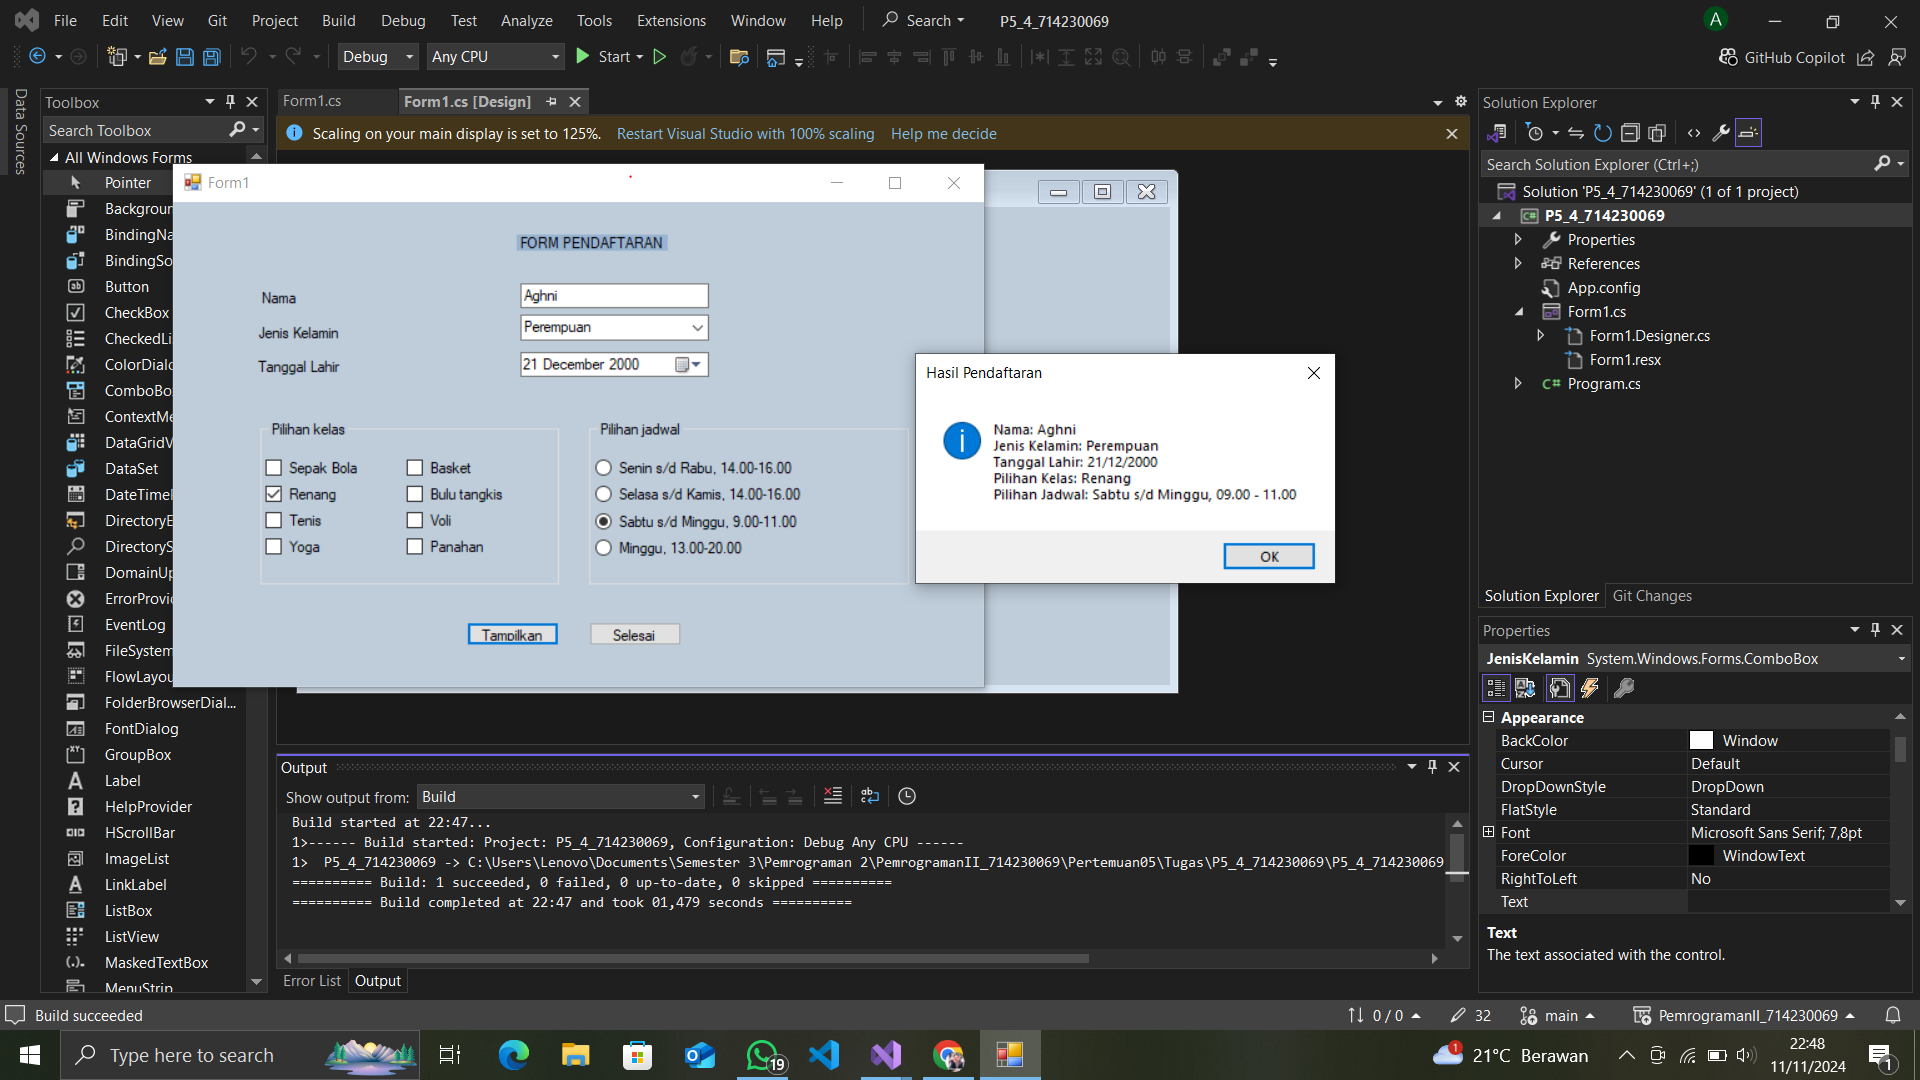 File Edit View Git Project Build Debug Test Analyze Tools Extensions Window Help Search P5_4_714230069 A
Debug Any CPU Start GitHub Copilot
Data Sources
Toolbox
Search Toolbox
All Windows Forms
Pointer
Backgroun
BindingNa
BindingSo
Button
CheckBox
CheckedLi
ColorDialo
ComboBo
ContextMe
DataGridV
DataSet
DateTimeI
DirectoryE
DirectoryS
DomainUp
ErrorProvi
EventLog
FileSystem
FlowLayou
FolderBrowserDial...
FontDialog
GroupBox
Label
HelpProvider
HScrollBar
ImageList
LinkLabel
ListBox
ListView
MaskedTextBox
MenuStrip
Form1.cs Form1.cs [Design]
Scaling on your main display is set to 125%. Restart Visual Studio with 100% scaling Help me decide
Form1
FORM PENDAFTARAN
Nama Aghni
Jenis Kelamin Perempuan
Tanggal Lahir 21 December 2000
Pilihan kelas
Sepak Bola Basket
Renang Bulu tangkis
Tenis Voli
Yoga Panahan
Pilihan jadwal
Senin s/d Rabu, 14.00-16.00
Selasa s/d Kamis, 14.00-16.00
Sabtu s/d Minggu, 9.00-11.00
Minggu, 13.00-20.00
Tampilkan Selesai
Hasil Pendaftaran
Nama: Aghni
Jenis Kelamin: Perempuan
Tanggal Lahir: 21/12/2000
Pilihan Kelas: Renang
Pilihan Jadwal: Sabtu s/d Minggu, 09.00 - 11.00
OK
Output
Show output from: Build
Build started at 22:47...
1>------ Build started: Project: P5_4_714230069, Configuration: Debug Any CPU ------
1>  P5_4_714230069 -> C:\Users\Lenovo\Documents\Semester 3\Pemrograman 2\PemrogramanII_714230069\Pertemuan05\Tugas\P5_4_714230069\P5_4_714230069
========== Build: 1 succeeded, 0 failed, 0 up-to-date, 0 skipped ==========
========== Build completed at 22:47 and took 01,479 seconds ==========
Error List Output
Solution Explorer
Search Solution Explorer (Ctrl+;)
Solution 'P5_4_714230069' (1 of 1 project)
P5_4_714230069
Properties
References
App.config
Form1.cs
Form1.Designer.cs
Form1.resx
C# Program.cs
Solution Explorer Git Changes
Properties
JenisKelamin System.Windows.Forms.ComboBox
Appearance
BackColor Window
Cursor Default
DropDownStyle DropDown
FlatStyle Standard
Font Microsoft Sans Serif; 7,8pt
ForeColor WindowText
RightToLeft No
Text
Text
The text associated with the control.
Build succeeded 0 / 0 32 main PemrogramanII_714230069
Type here to search 19 1 21°C Berawan 22:48
11/11/2024 1